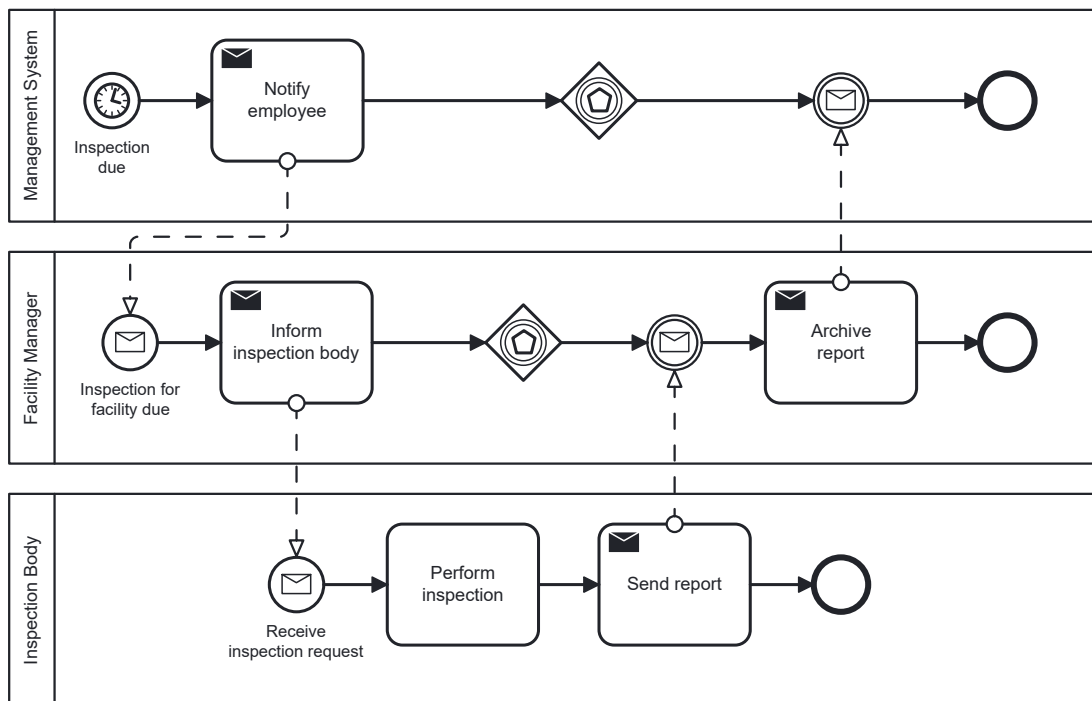 Management System
Notify
employee
Inspection
due
Facility Manager
Inform
inspection body
Archive
report
Inspection for
facility due
Inspection Body
Perform
inspection
Send report
Receive
inspection request